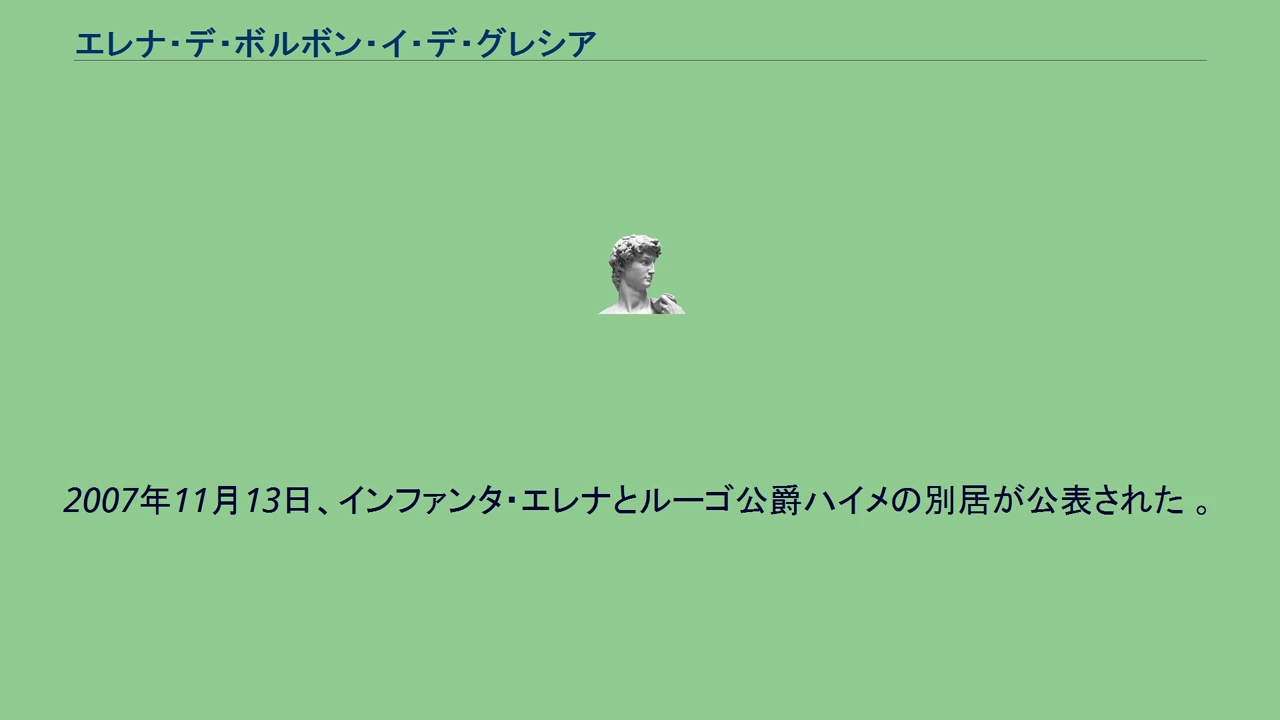 エレナ・デ・ボルボン・イ・デ・グレシア
2007年11月13日、インファンタ・エレナとルーゴ公爵ハイメの別居が公表された 。